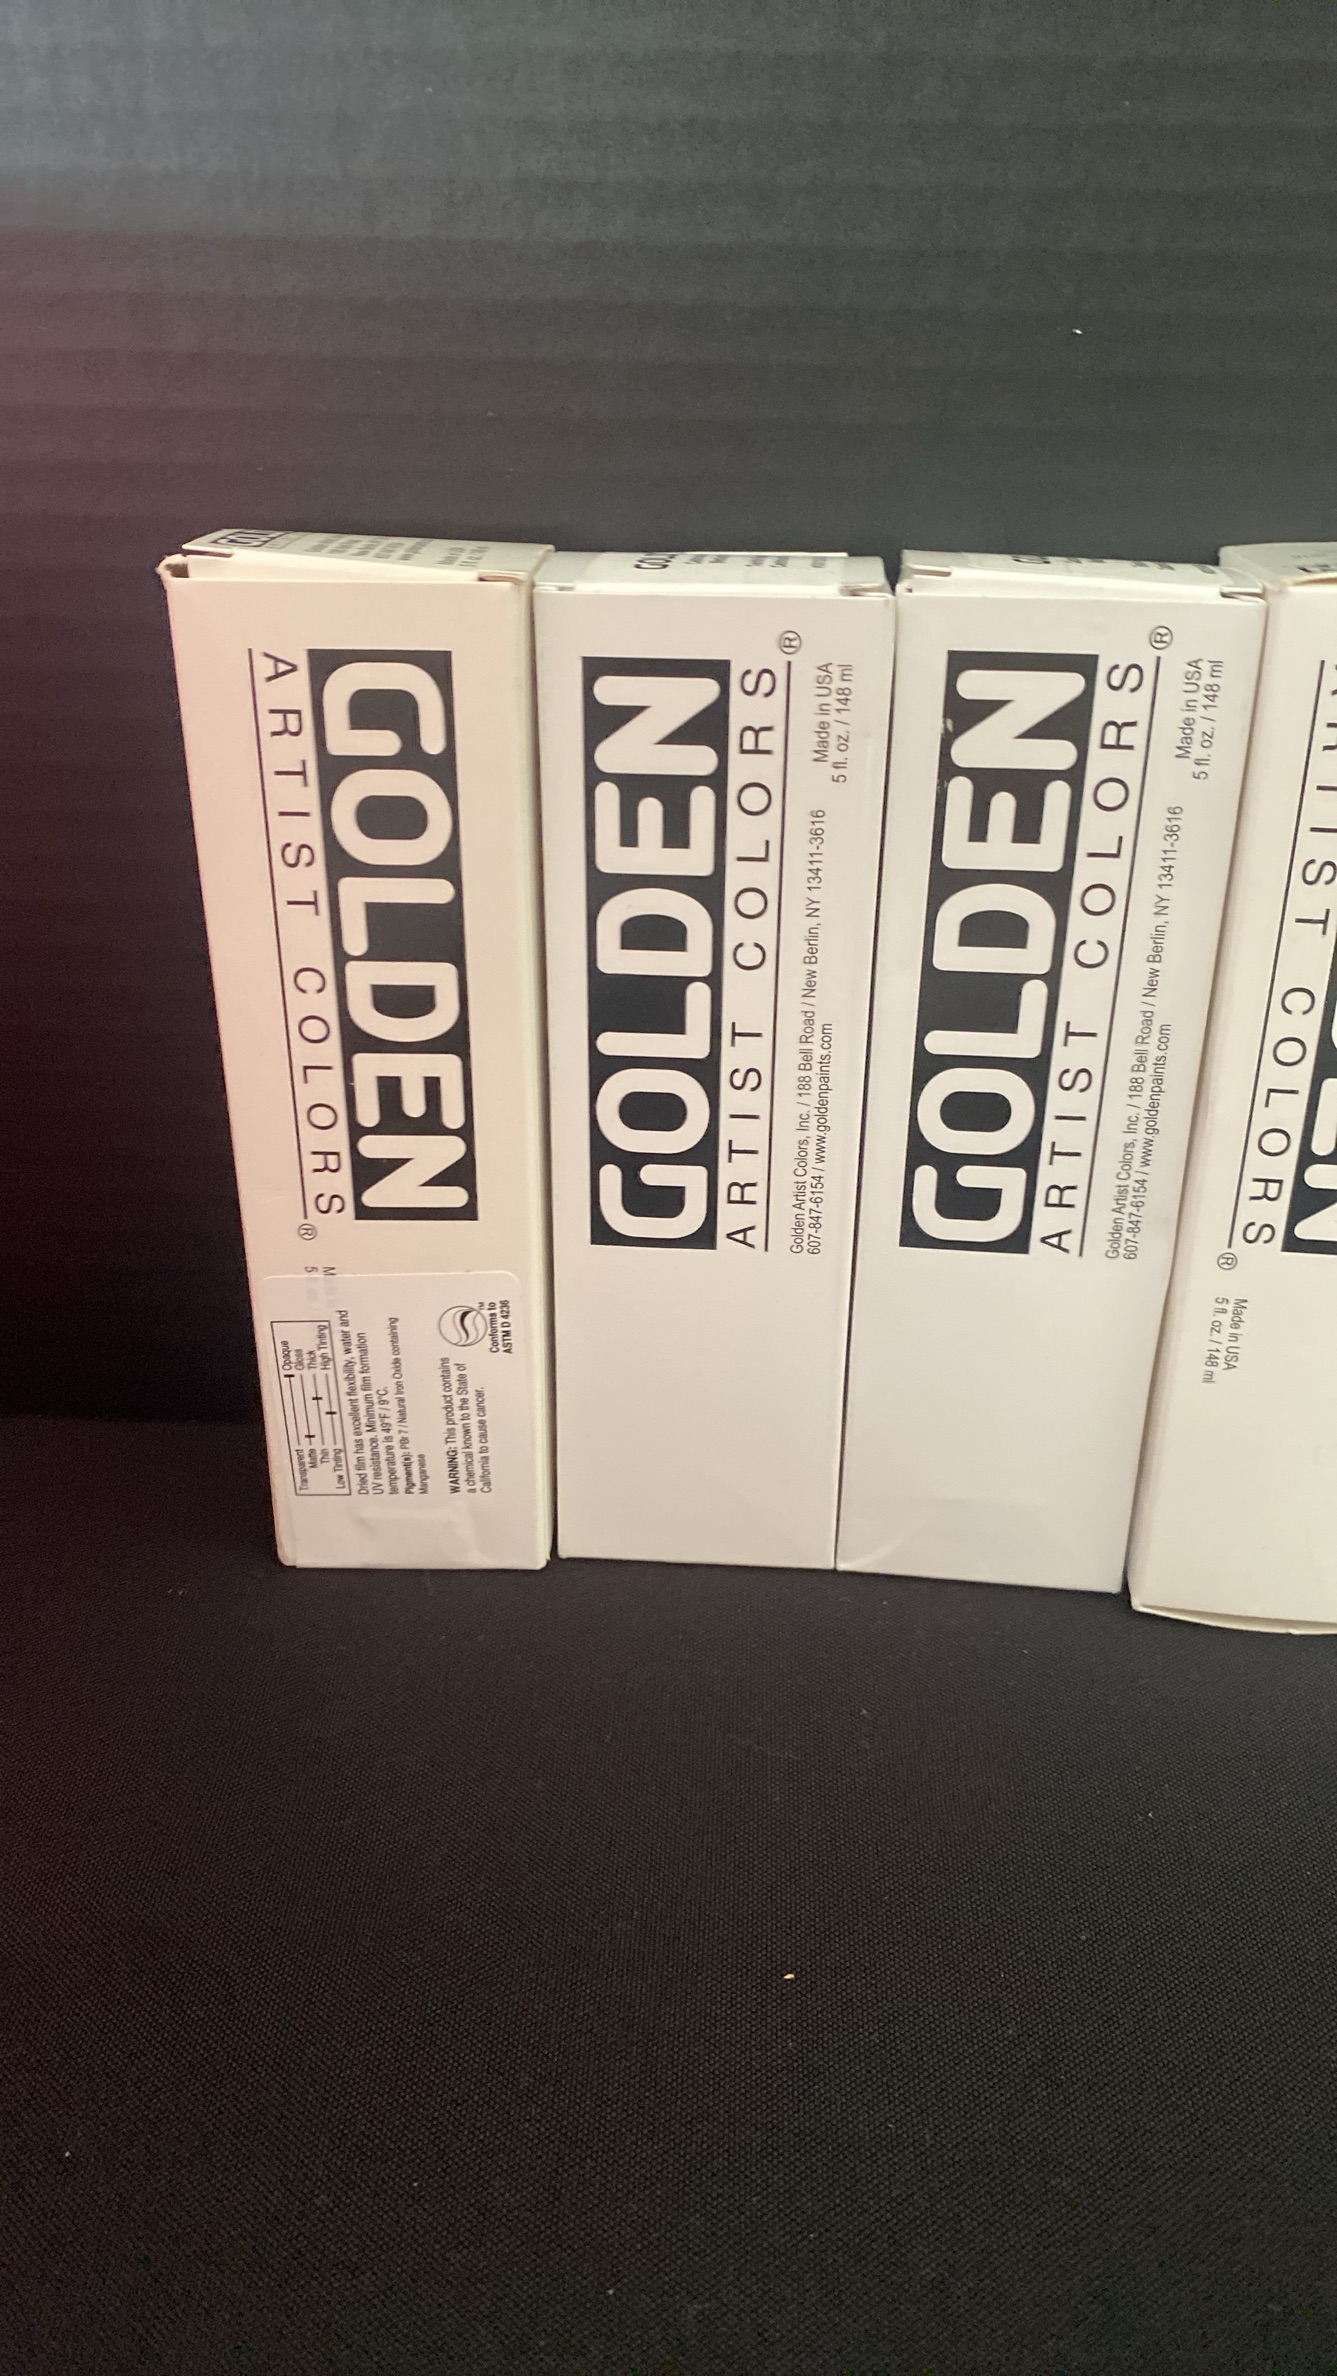 GOLDEN
ARTIST COLORS®
Transparent Opaque
Matte Gloss
Thin Thick
Low Tinting High Tinting
Dried film has excellent flexibility, water and
UV resistance. Minimum film formation
temperature is 49°F / 9°C.
Pigment(s): PBr 7 / Natural Iron Oxide containing
Manganese
WARNING: This product contains
a chemical known to the State of
California to cause cancer.
Conforms to
ASTM D 4236
GOLDEN
ARTIST COLORS®
Golden Artist Colors, Inc. / 188 Bell Road / New Berlin, NY 13411-3616
607-847-6154 / www.goldenpaints.com
Made in USA
5 fl. oz. / 148 ml
GOLDEN
ARTIST COLORS®
Golden Artist Colors, Inc. / 188 Bell Road / New Berlin, NY 13411-3616
607-847-6154 / www.goldenpaints.com
Made in USA
5 fl. oz. / 148 ml
COLORS®
Made in USA
5 fl. oz. / 148 ml